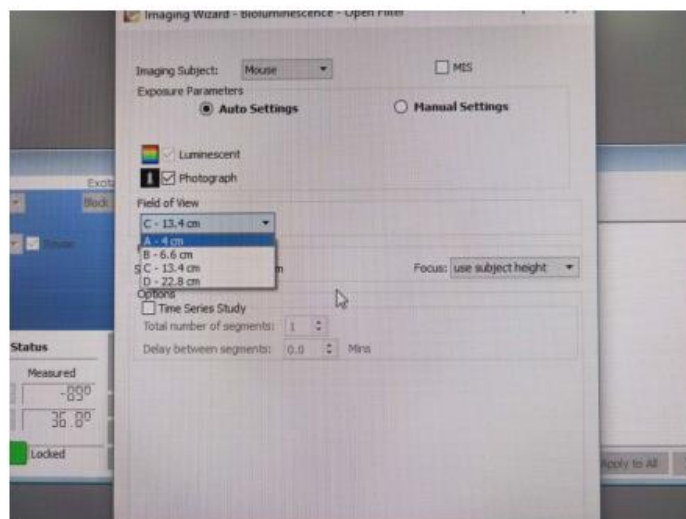 Imaging Wizard - Bioluminescence - Open Filter
Imaging Subject: Mouse
MIS
Exposure Parameters
Auto Settings
Manual Settings
Luminescent
Photograph
Field of View
C - 13.4 cm
A - 4 cm
B - 6.6 cm
C - 13.4 cm
D - 22.8 cm
Focus: use subject height
Options
Time Series Study
Total number of segments: 1
Delay between segments: 0.0 Mins
Block
Status
Measured
-89º
36.8º
Locked
Apply to All